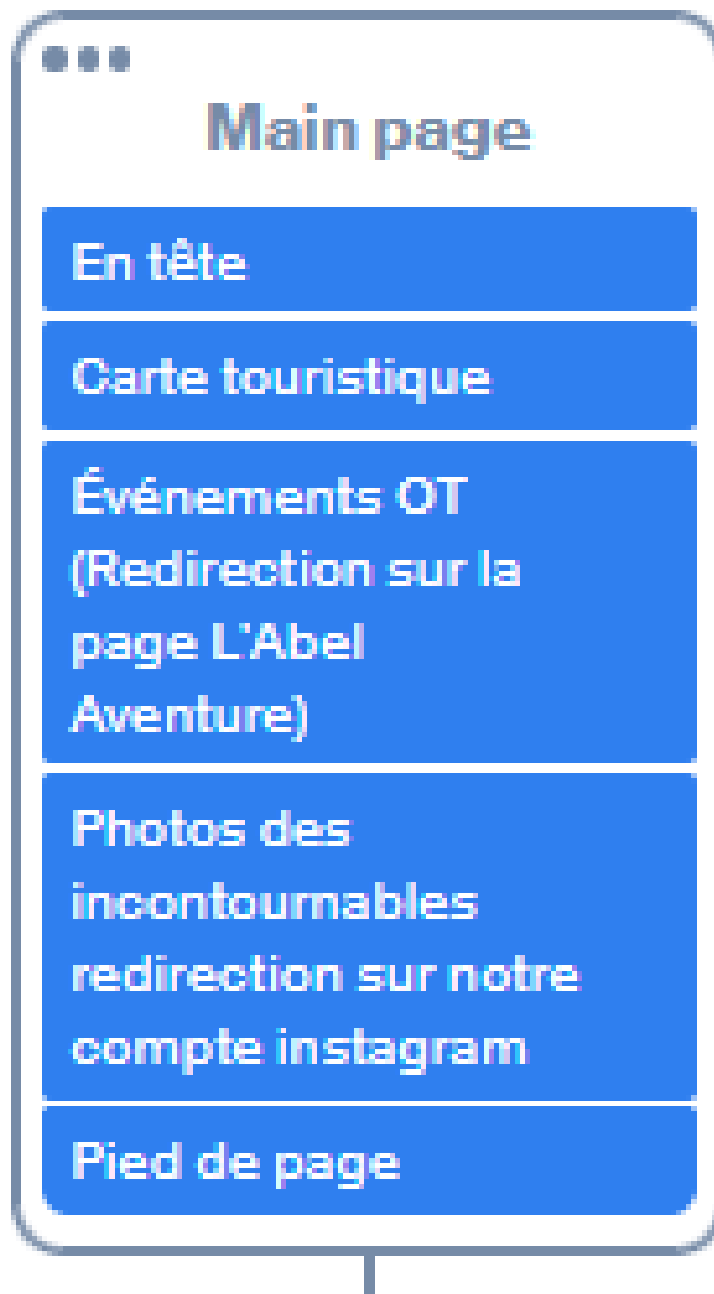 Main page
En tête
Carte touristique
Événements OT
(Redirection sur la
page L'Abel
Aventure)
Photos des
incontournables
redirection sur notre
compte instagram
Pied de page